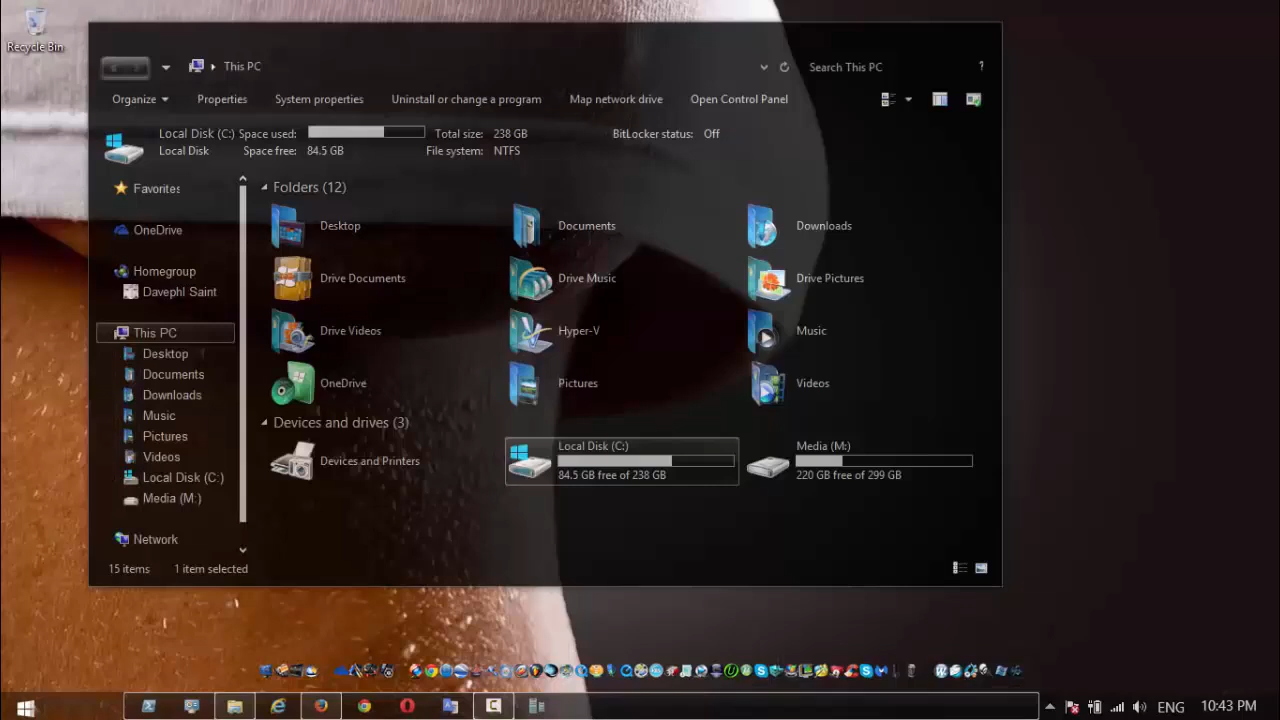 Recycle Bin
This PC
Search This PC
?
Organize
Properties
System properties
Uninstall or change a program
Map network drive
Open Control Panel
Local Disk (C:) Space used:
Total size: 238 GB
BitLocker status: Off
Local Disk
Space free: 84.5 GB
File system: NTFS
Favorites
OneDrive
Homegroup
Davephl Saint
This PC
Desktop
Documents
Downloads
Music
Pictures
Videos
Local Disk (C:)
Media (M:)
Network
Folders (12)
Desktop
Documents
Downloads
Drive Documents
Drive Music
Drive Pictures
Drive Videos
Hyper-V
Music
OneDrive
Pictures
Videos
Devices and drives (3)
Devices and Printers
Local Disk (C:)
84.5 GB free of 238 GB
Media (M:)
220 GB free of 299 GB
15 items
1 item selected
ENG
10:43 PM